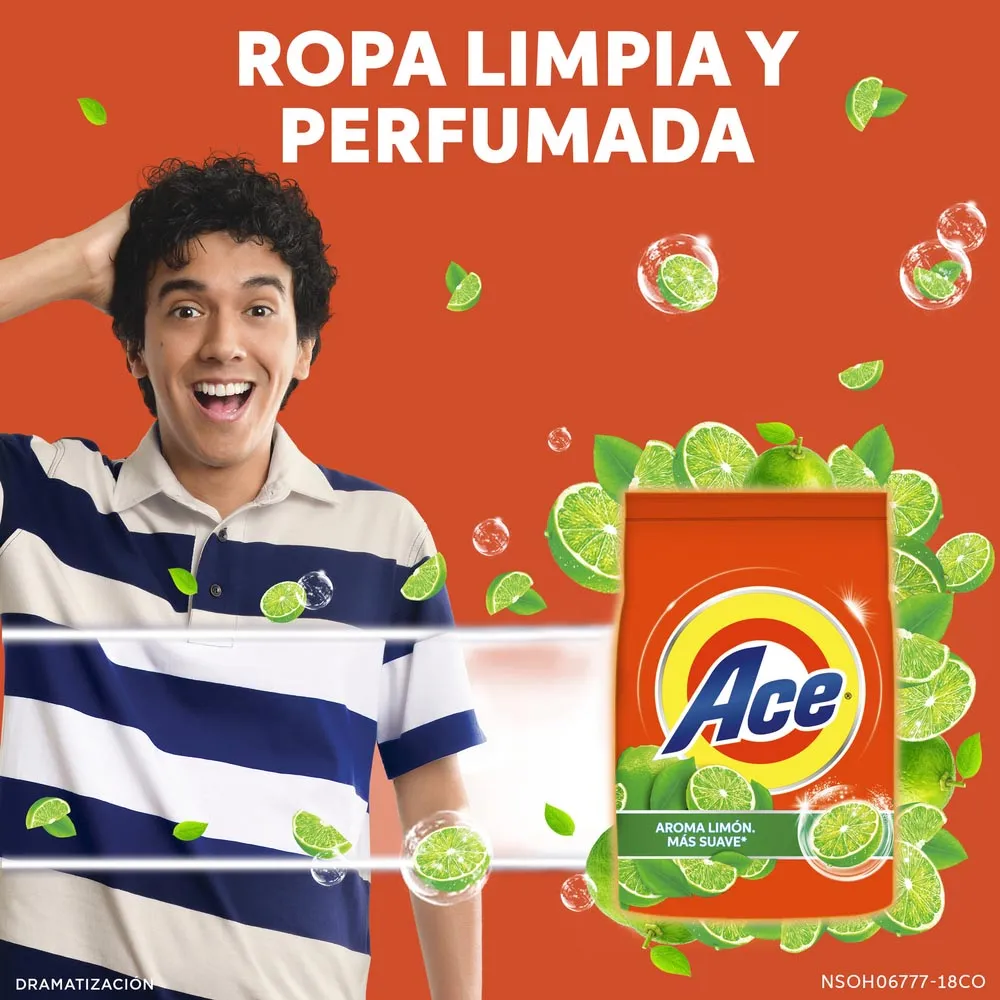 ROPA LIMPIA Y
PERFUMADA
Ace®
AROMA LIMÓN.
MÁS SUAVE*
DRAMATIZACIÓN
NSOH06777-18CO